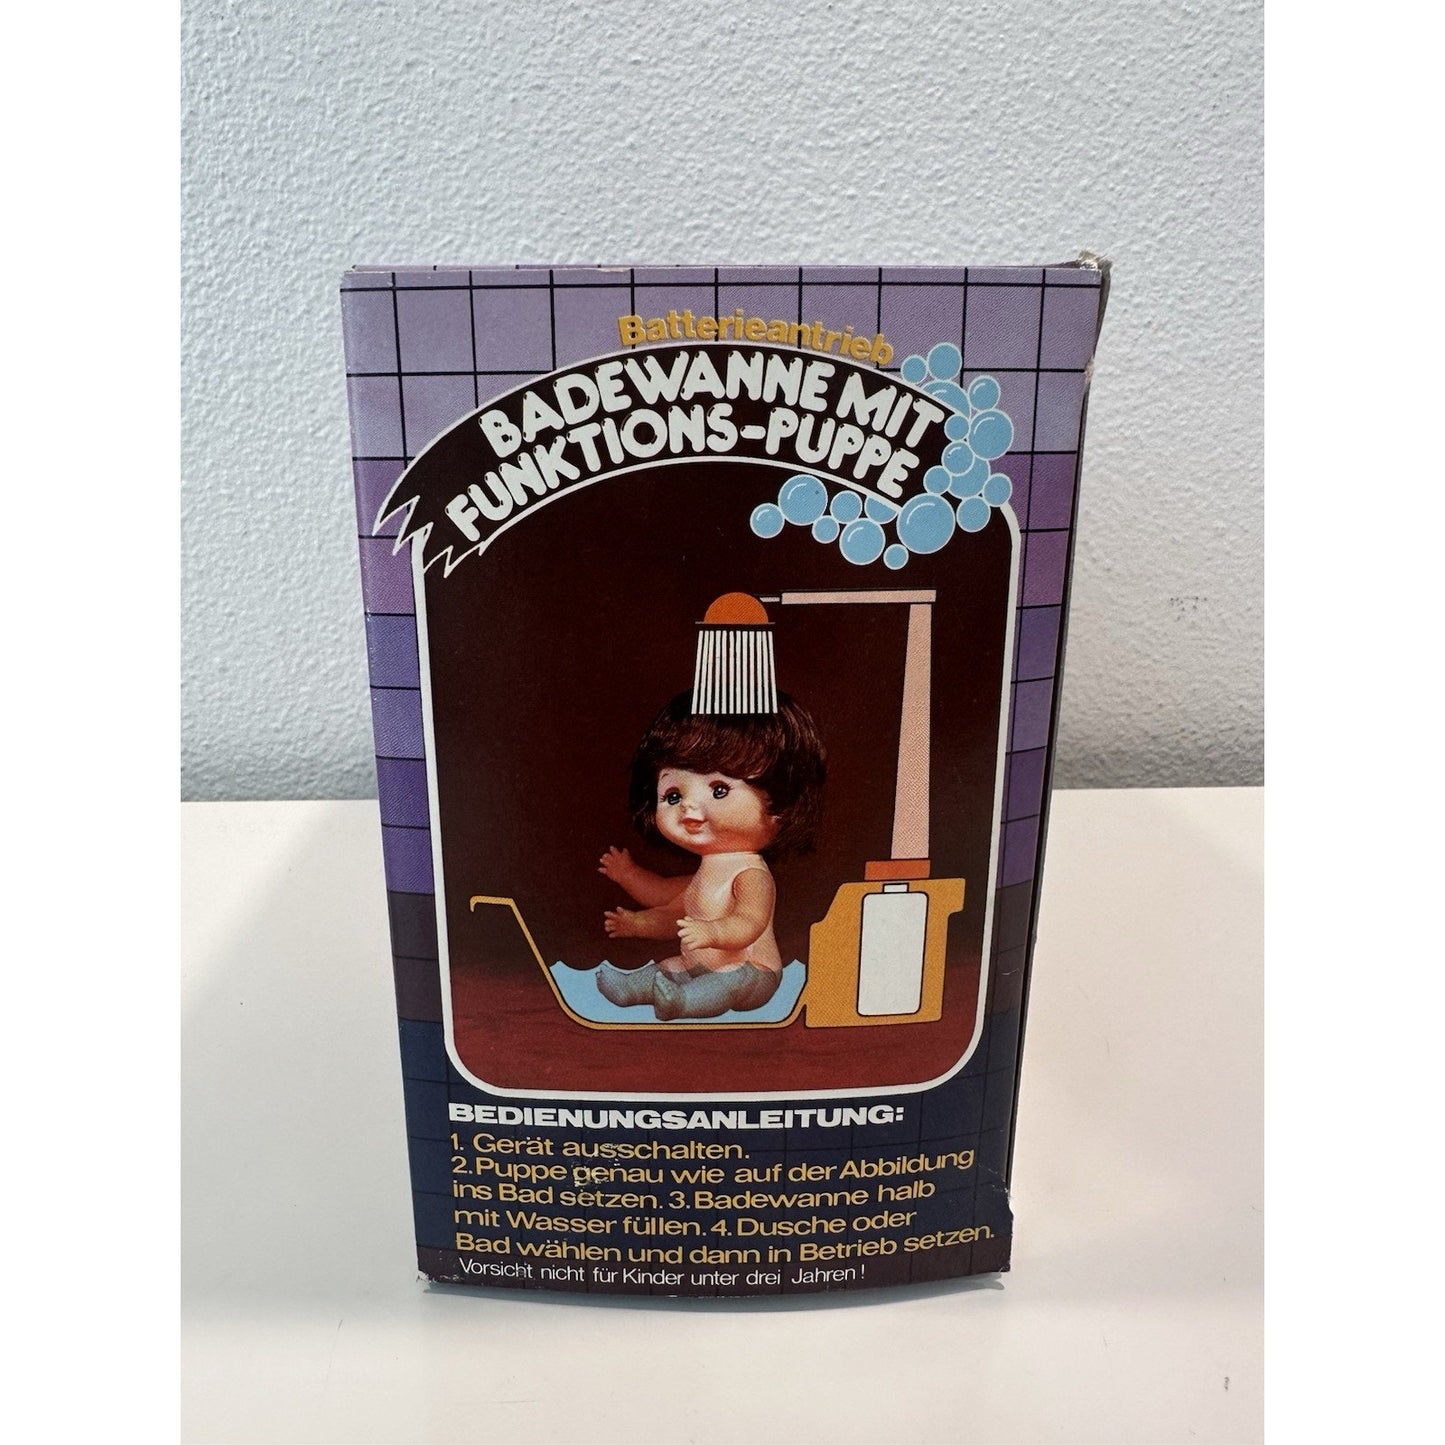 Batterieantrieb
BADEWANNE MIT
FUNKTIONS-PUPPE
BEDIENUNGSANLEITUNG:
1. Gerät ausschalten.
2. Puppe genau wie auf der Abbildung
ins Bad setzen. 3. Badewanne halb
mit Wasser füllen. 4. Dusche oder
Bad wählen und dann in Betrieb setzen.
Vorsicht nicht für Kinder unter drei Jahren!